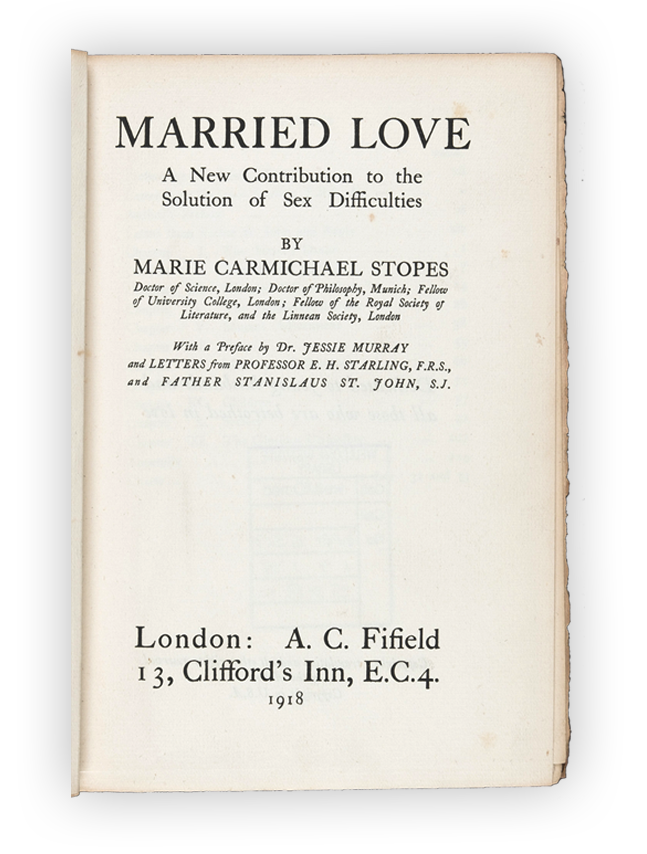 MARRIED LOVE
A New Contribution to the
Solution of Sex Difficulties
BY
MARIE CARMICHAEL STOPES
Doctor of Science, London; Doctor of Philosophy, Munich; Fellow
of University College, London; Fellow of the Royal Society of
Literature, and the Linnean Society, London
With a Preface by Dr. JESSIE MURRAY
and LETTERS from PROFESSOR E. H. STARLING, F.R.S.,
and FATHER STANISLAUS ST. JOHN, S.J.
London: A. C. Fifield
13, Clifford's Inn, E.C.4.
1918